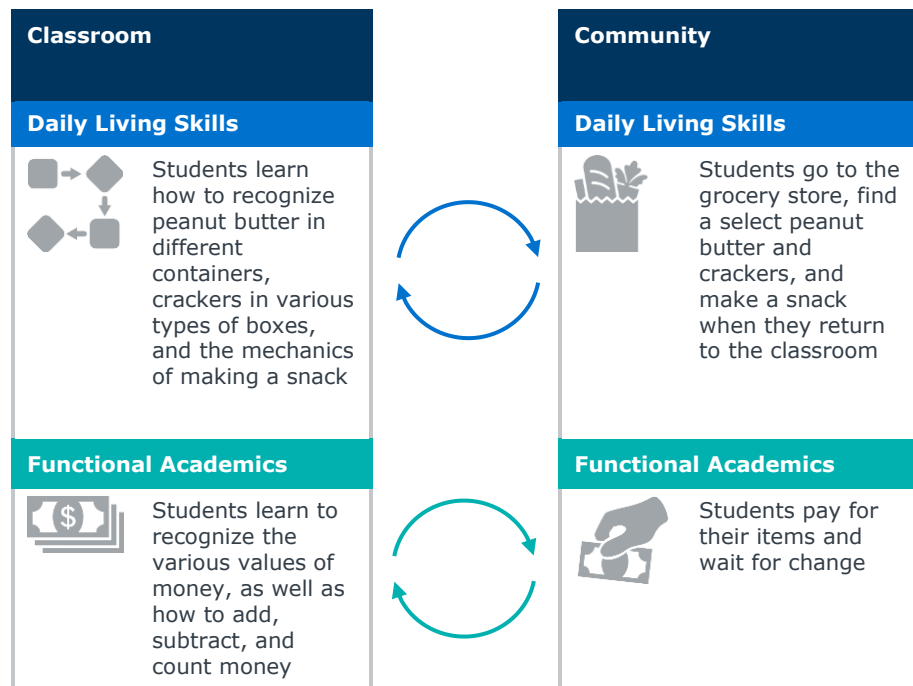 Classroom
Daily Living Skills
Students learn
how to recognize
peanut butter in
different
containers,
crackers in various
types of boxes,
and the mechanics
of making a snack
Functional Academics
$
Students learn to
recognize the
various values of
money, as well as
how to add,
subtract, and
count money
Community
Daily Living Skills
Students go to the
grocery store, find
a select peanut
butter and
crackers, and
make a snack
when they return
to the classroom
Functional Academics
Students pay for
their items and
wait for change